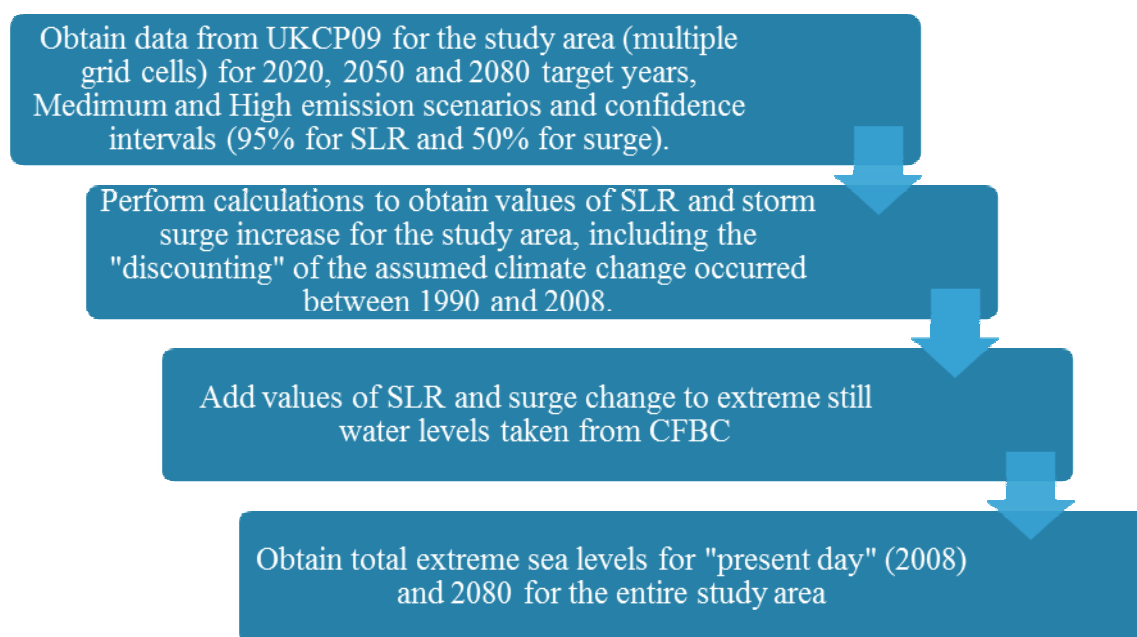 Obtain data from UKCP09 for the study area (multiple
grid cells) for 2020, 2050 and 2080 target years,
Medimum and High emission scenarios and confidence
intervals (95% for SLR and 50% for surge).
Perform calculations to obtain values of SLR and storm
surge increase for the study area, including the
"discounting" of the assumed climate change occurred
between 1990 and 2008.
Add values of SLR and surge change to extreme still
water levels taken from CFBC
Obtain total extreme sea levels for "present day" (2008)
and 2080 for the entire study area